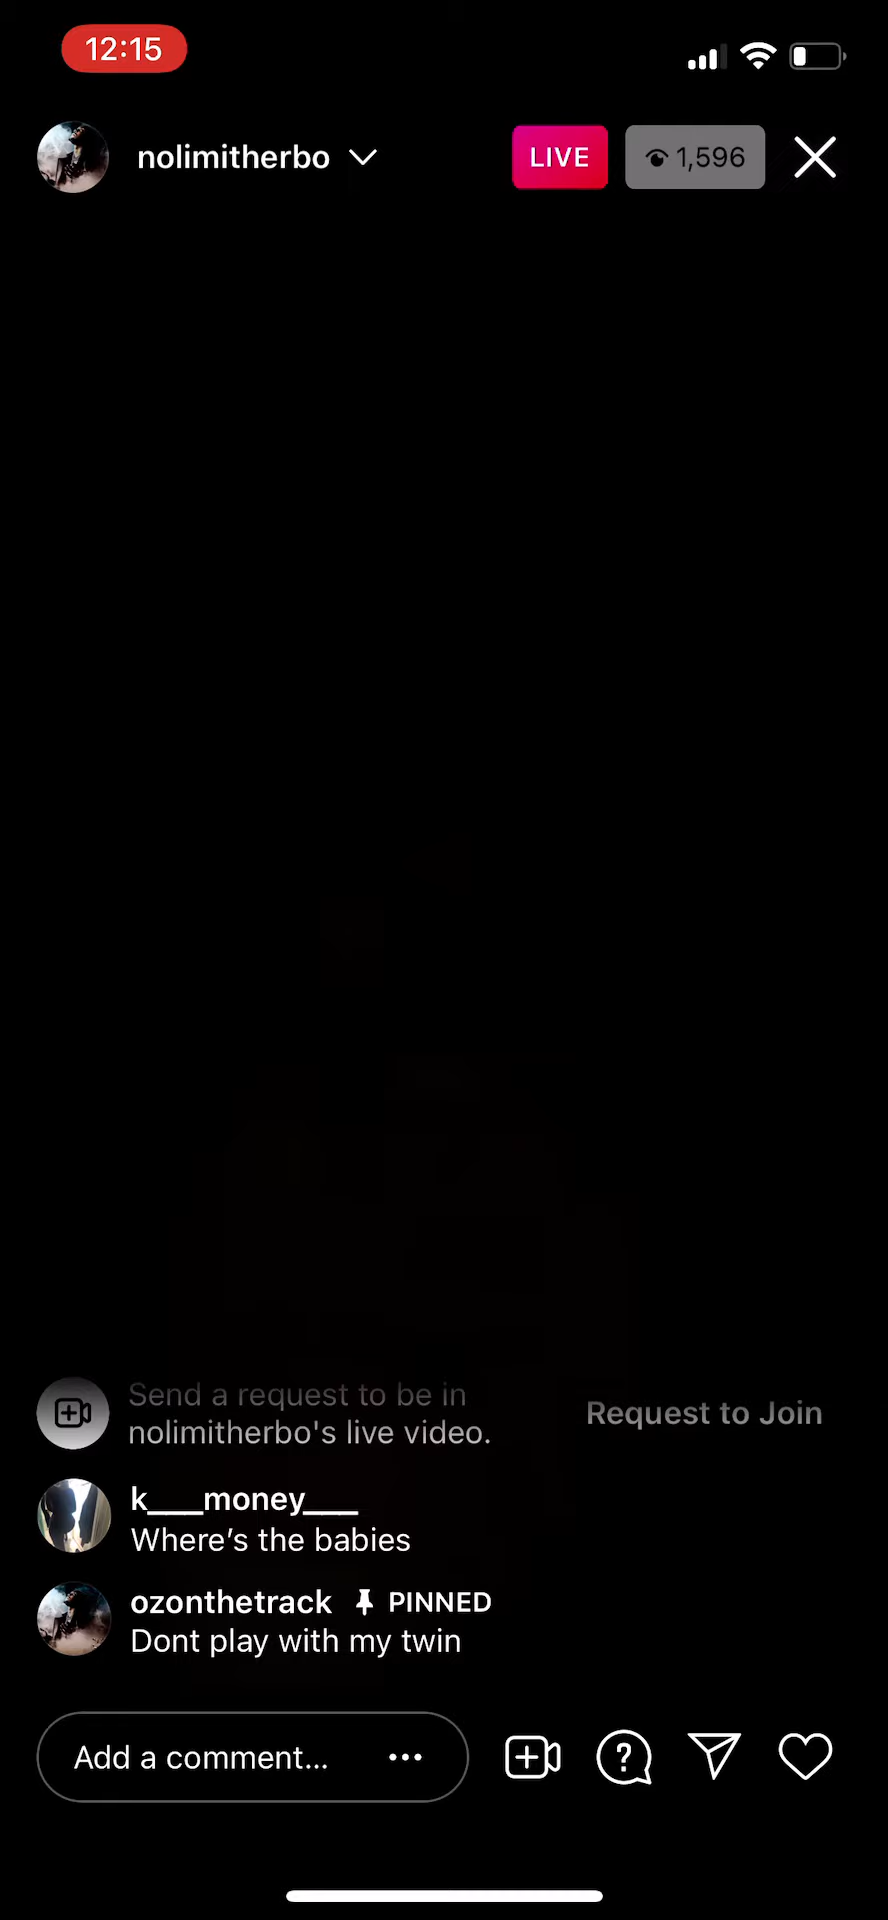 12:15
nolimitherbo
LIVE
1,596
Send a request to be in
nolimitherbo's live video.
Request to Join
k___money___
Where's the babies
ozonthetrack PINNED
Dont play with my twin
Add a comment...